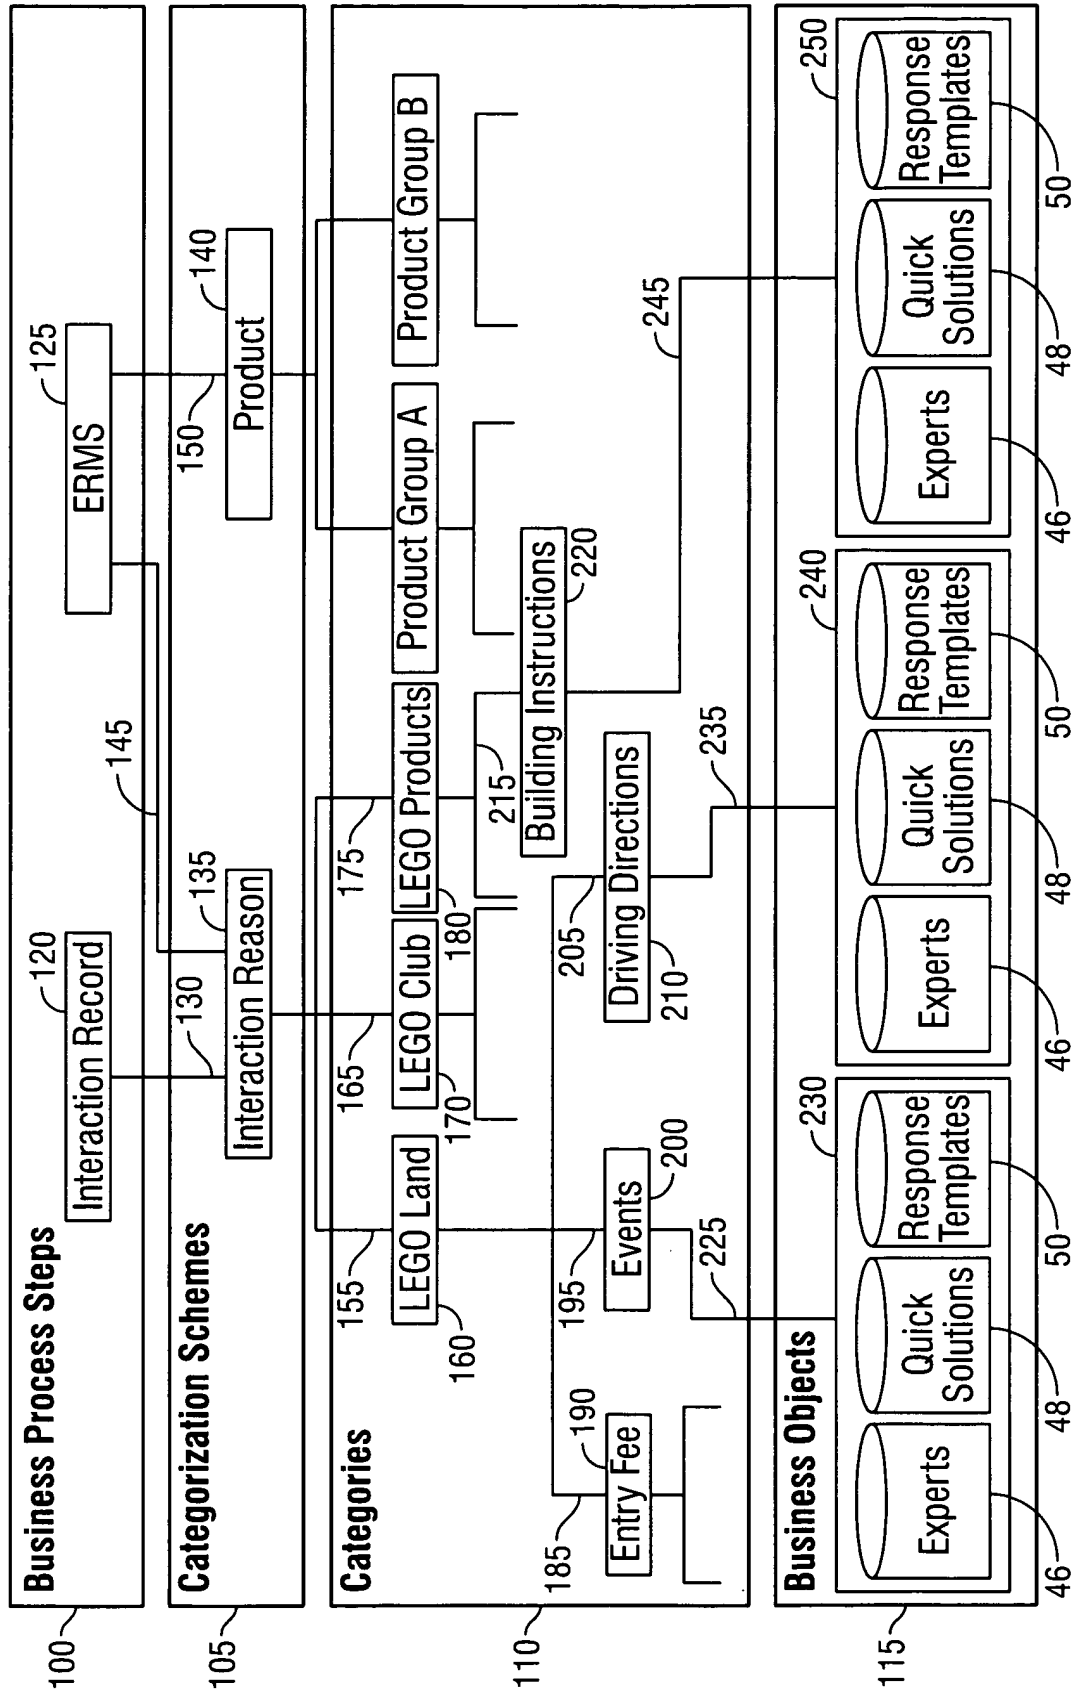 100
Business Process Steps
Interaction Record
120
ERMS
125
130
145
150
105
Categorization Schemes
Interaction Reason
135
Product
140
110
Categories
155
165
175
LEGO Land
160
LEGO Club
170
LEGO Products
180
Product Group A
Product Group B
215
Building Instructions
220
185
195
205
Entry Fee
190
Events
200
Driving Directions
210
225
235
245
115
Business Objects
230
240
250
Experts
Quick
Solutions
Response
Templates
Experts
Quick
Solutions
Response
Templates
Experts
Quick
Solutions
Response
Templates
46
48
50
46
48
50
46
48
50